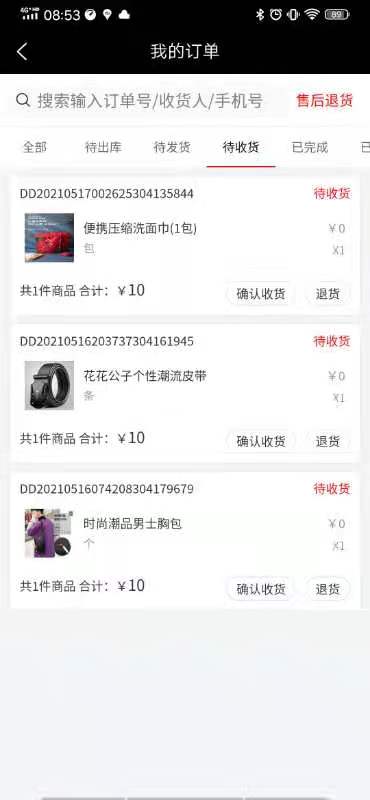 4G+HD 08:53 89
我的订单
搜索输入订单号/收货人/手机号 售后退货
全部 待出库 待发货 待收货 已完成
DD20210517002625304135844 待收货
便携压缩洗面巾(1包) ￥0
包 X1
共1件商品 合计：￥10 确认收货 退货
DD20210516203737304161945 待收货
花花公子个性潮流皮带 ￥0
条 X1
共1件商品 合计：￥10 确认收货 退货
DD20210516074208304179679 待收货
时尚潮品男士胸包 ￥0
个 X1
共1件商品 合计：￥10 确认收货 退货